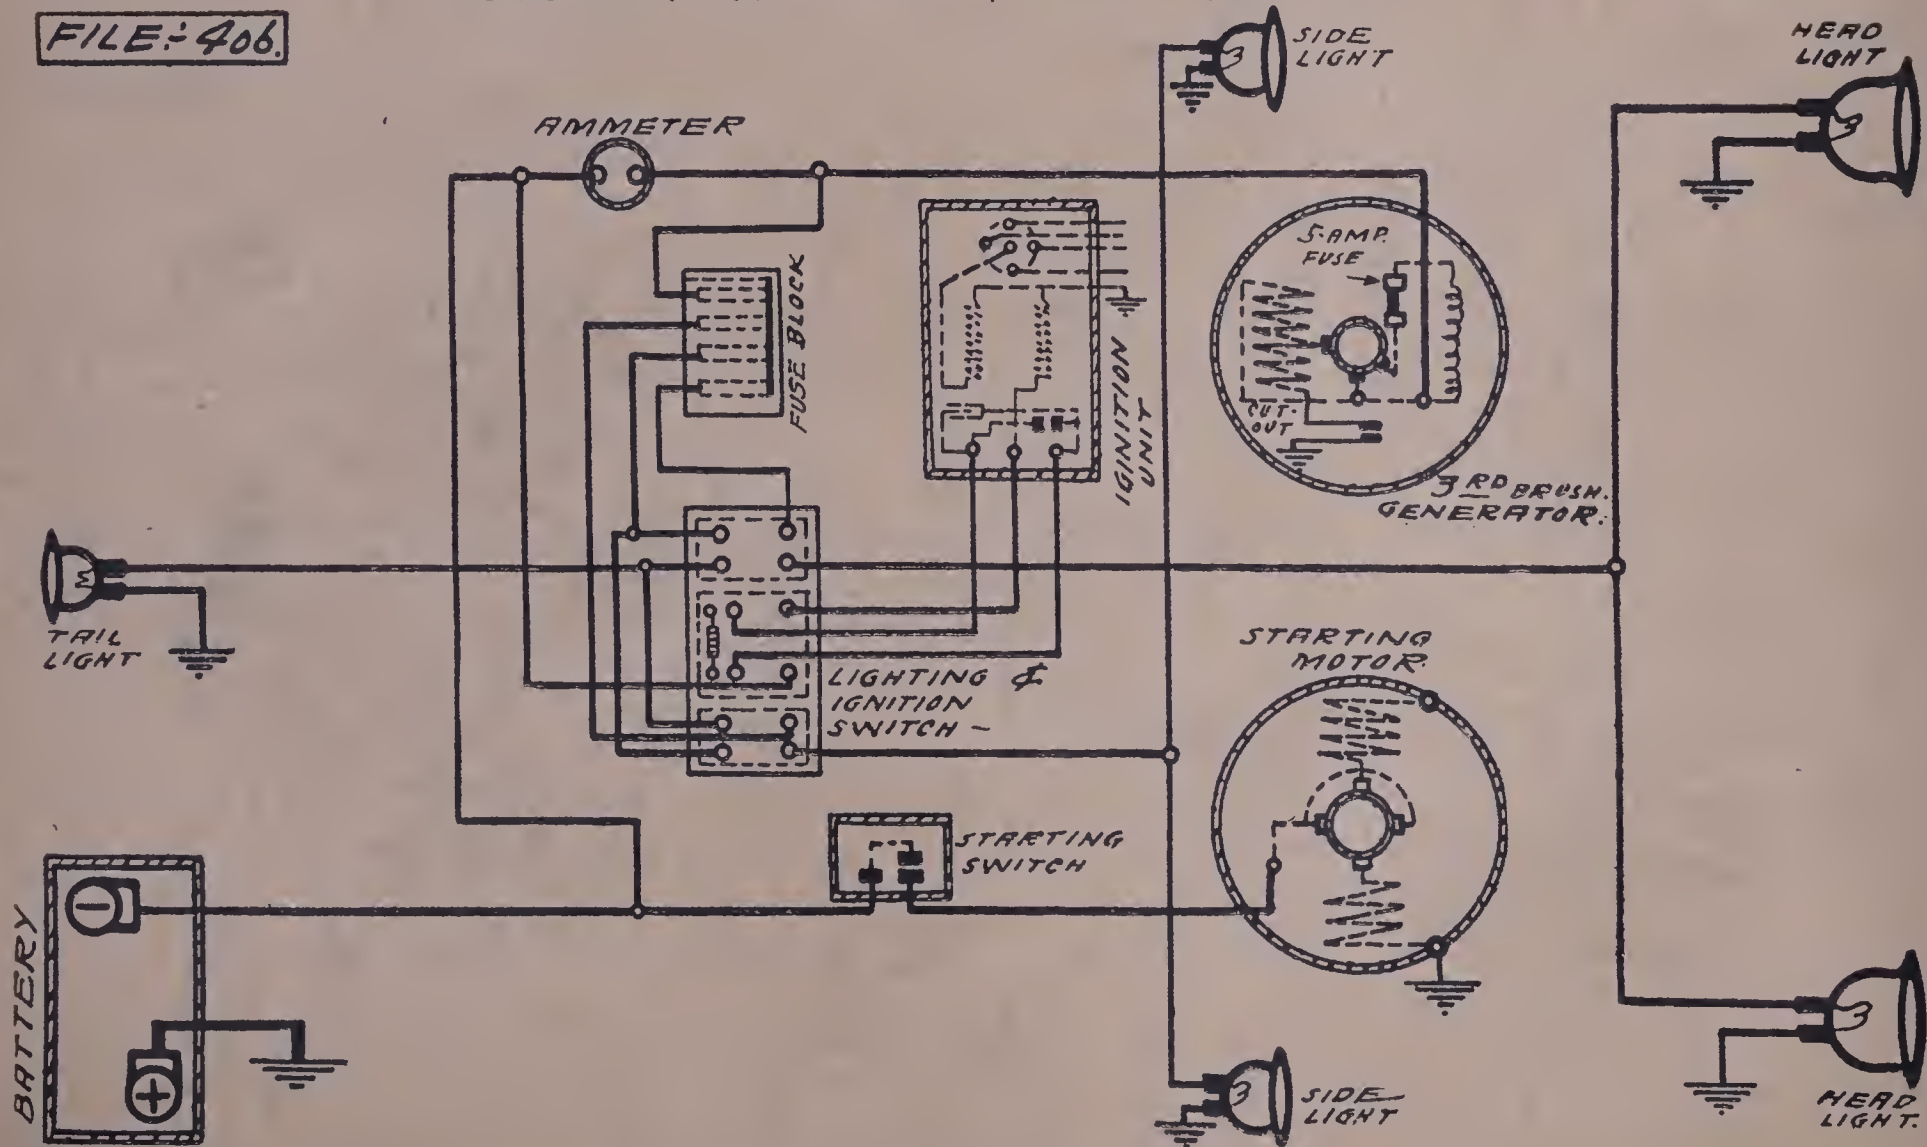 FILE:- 406.
SIDE
LIGHT
HEAD
LIGHT
AMMETER
5-AMP.
FUSE
FUSE BLOCK
IGNITION
UNIT
CUT-
OUT
3RD BRUSH.
GENERATOR.
TAIL
LIGHT
STARTING
MOTOR.
LIGHTING &
IGNITION
SWITCH -
STARTING
SWITCH
BATTERY
-
+
SIDE
LIGHT
HEAD
LIGHT.